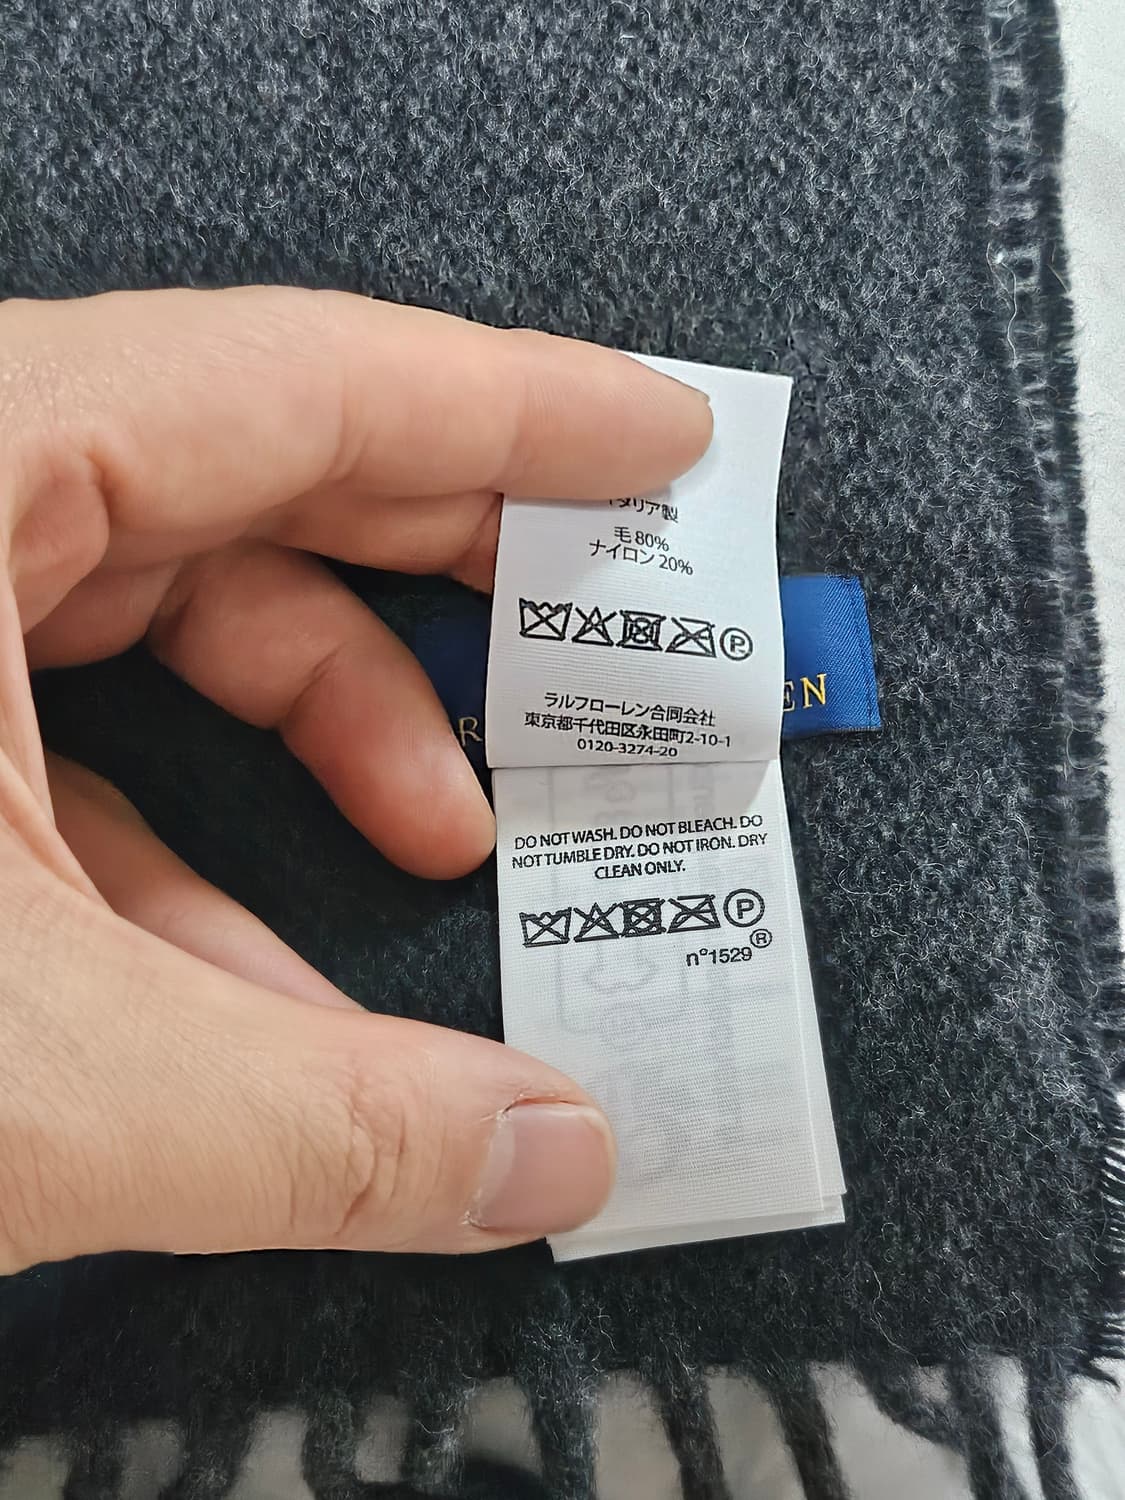 タリア製
毛 80%
ナイロン 20%
P
ラルフローレン合同会社
東京都千代田区永田町2-10-1
0120-3274-20
R
EN
DO NOT WASH. DO NOT BLEACH. DO
NOT TUMBLE DRY. DO NOT IRON. DRY
CLEAN ONLY.
P
n°1529 ®